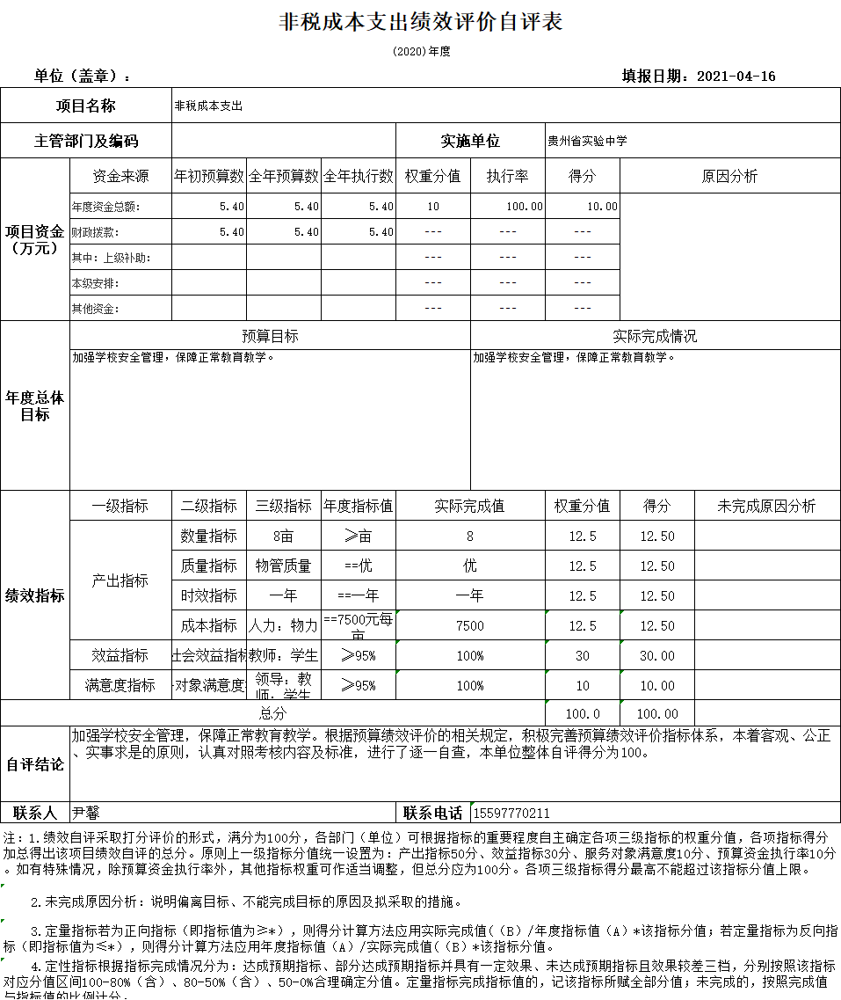 非税成本支出绩效评价自评表
(2020)年度
单位（盖章）： 填报日期: 2021-04-16
项目名称 非税成本支出
主管部门及编码 实施单位 贵州省实验中学
项目资金（万元） 资金来源 年初预算数 全年预算数 全年执行数 权重分值 执行率 得分 原因分析
年度资金总额： 5.40 5.40 5.40 10 100.00 10.00
财政拨款： 5.40 5.40 5.40 --- --- ---
其中：上级补助： --- --- ---
本级安排： --- --- ---
其他资金： --- --- ---
年度总体目标 预算目标 实际完成情况
加强学校安全管理，保障正常教育教学。 加强学校安全管理，保障正常教育教学。
绩效指标 一级指标 二级指标 三级指标 年度指标值 实际完成值 权重分值 得分 未完成原因分析
产出指标 数量指标 8亩 ≥亩 8 12.5 12.50
质量指标 物管质量 ==优 优 12.5 12.50
时效指标 一年 ==一年 一年 12.5 12.50
成本指标 人力：物力 ==7500元每亩 7500 12.5 12.50
效益指标 社会效益指标 教师：学生 ≥95% 100% 30 30.00
满意度指标 对象满意度 领导：教师：学生 ≥95% 100% 10 10.00
总分 100.0 100.00
自评结论 加强学校安全管理，保障正常教育教学。根据预算绩效评价的相关规定，积极完善预算绩效评价指标体系，本着客观、公正
、实事求是的原则，认真对照考核内容及标准，进行了逐一自查，本单位整体自评得分为100。
联系人 尹馨 联系电话 15597770211
注：1.绩效自评采取打分评价的形式，满分为100分，各部门（单位）可根据指标的重要程度自主确定各项三级指标的权重分值，各项指标得分
加总得出该项目绩效自评的总分。原则上一级指标分值统一设置为：产出指标50分、效益指标30分、服务对象满意度10分、预算资金执行率10分
。如有特殊情况，除预算资金执行率外，其他指标权重可作适当调整，但总分应为100分。各项三级指标得分最高不能超过该指标分值上限。
2.未完成原因分析：说明偏离目标、不能完成目标的原因及拟采取的措施。
3.定量指标若为正向指标（即指标值为≥*），则得分计算方法应用实际完成值(（B）/年度指标值（A）*该指标分值；若定量指标为反向指
标（即指标值为≤*），则得分计算方法应用年度指标值（A）/实际完成值(（B）*该指标分值。
4.定性指标根据指标完成情况分为：达成预期指标、部分达成预期指标并具有一定效果、未达成预期指标且效果较差三档，分别按照该指标
对应分值区间100-80%（含）、80-50%（含）、50-0%合理确定分值。定量指标完成指标值的，记该指标所赋全部分值；未完成的，按照完成值
与指标值的比例计分。